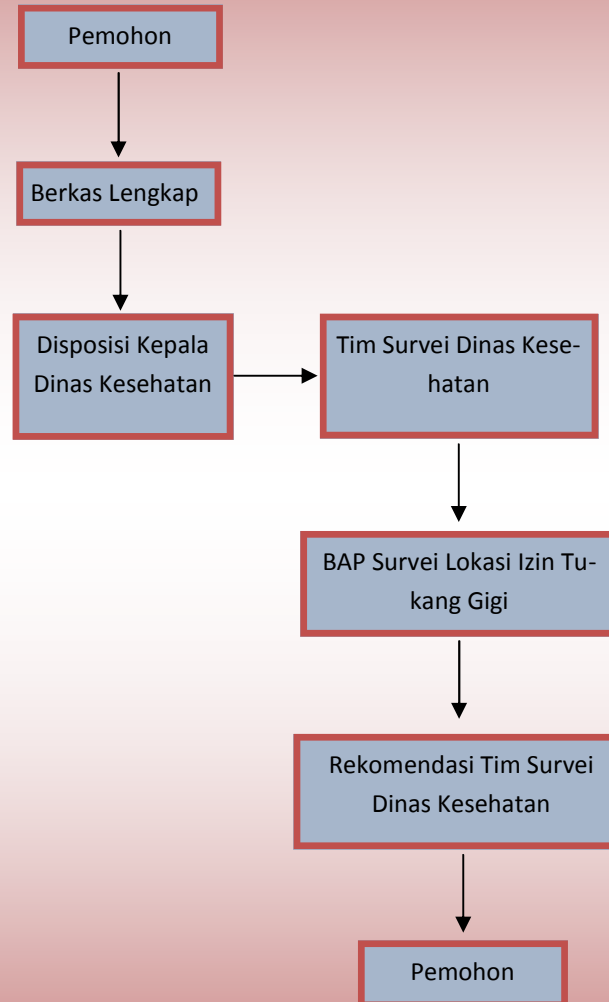 Pemohon
Berkas Lengkap
Disposisi Kepala
Dinas Kesehatan
Tim Survei Dinas Kese-
hatan
BAP Survei Lokasi Izin Tu-
kang Gigi
Rekomendasi Tim Survei
Dinas Kesehatan
Pemohon